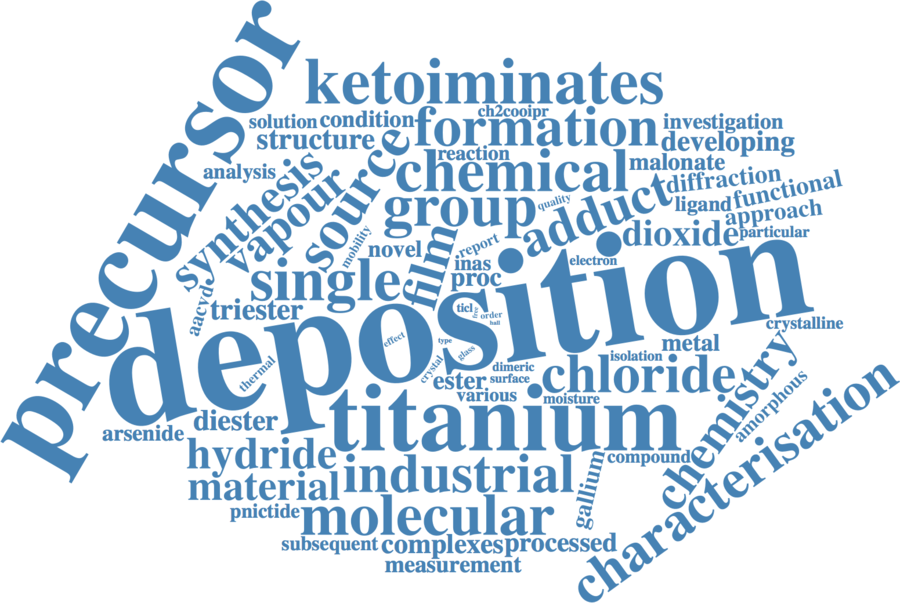 precursor
ketoiminates
ch2cooipr
solution
condition
formation
investigation
structure
source
reaction
developing
analysis
synthesis
vapour
chemical
malonate
diffraction
functional
group
quality
adduct
ligand
approach
mobility
novel
film
report
dioxide
particular
aacvd
single
inas
proc
electron
deposition
triester
ticl
order
hall
crystalline
effect
type
glass
metal
isolation
thermal
crystal
dimeric
ester
surface
chloride
chemistry
various
moisture
amorphous
arsenide
diester
titanium
characterisation
hydride
industrial
gallium
compound
material
pnictide
molecular
subsequent
complexes
processed
measurement